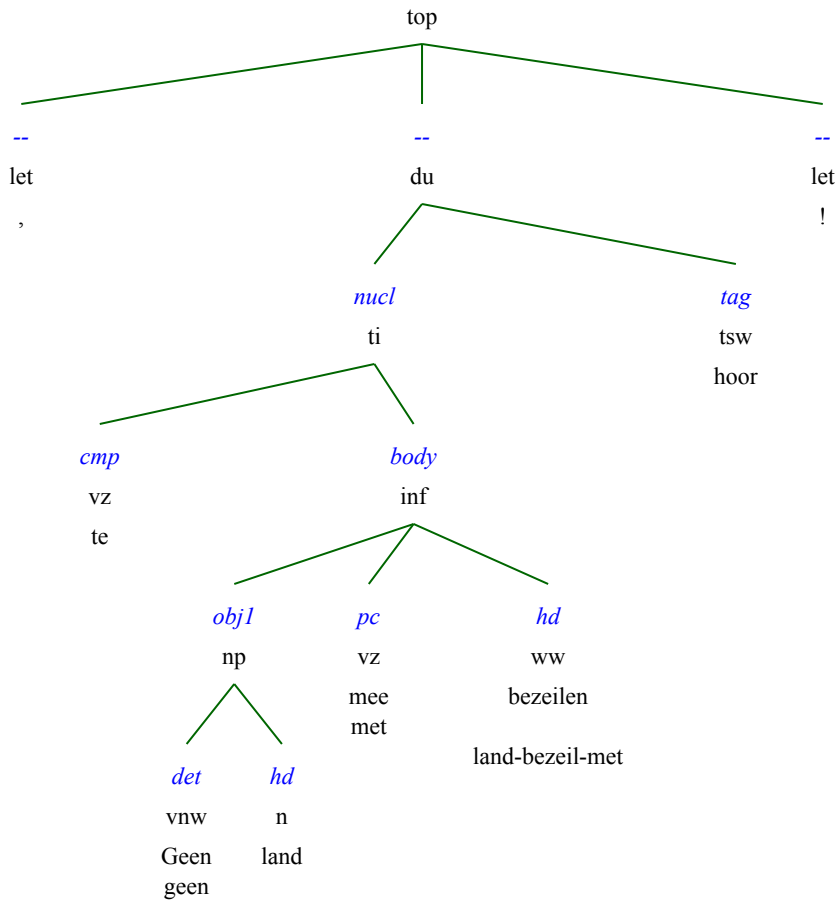 top
-- -- --
let du let
, !
nucl tag
ti tsw
hoor
cmp body
vz inf
te
obj1 pc hd
np vz ww
mee bezeilen
met
land-bezeil-met
det hd
vnw n
Geen land
geen